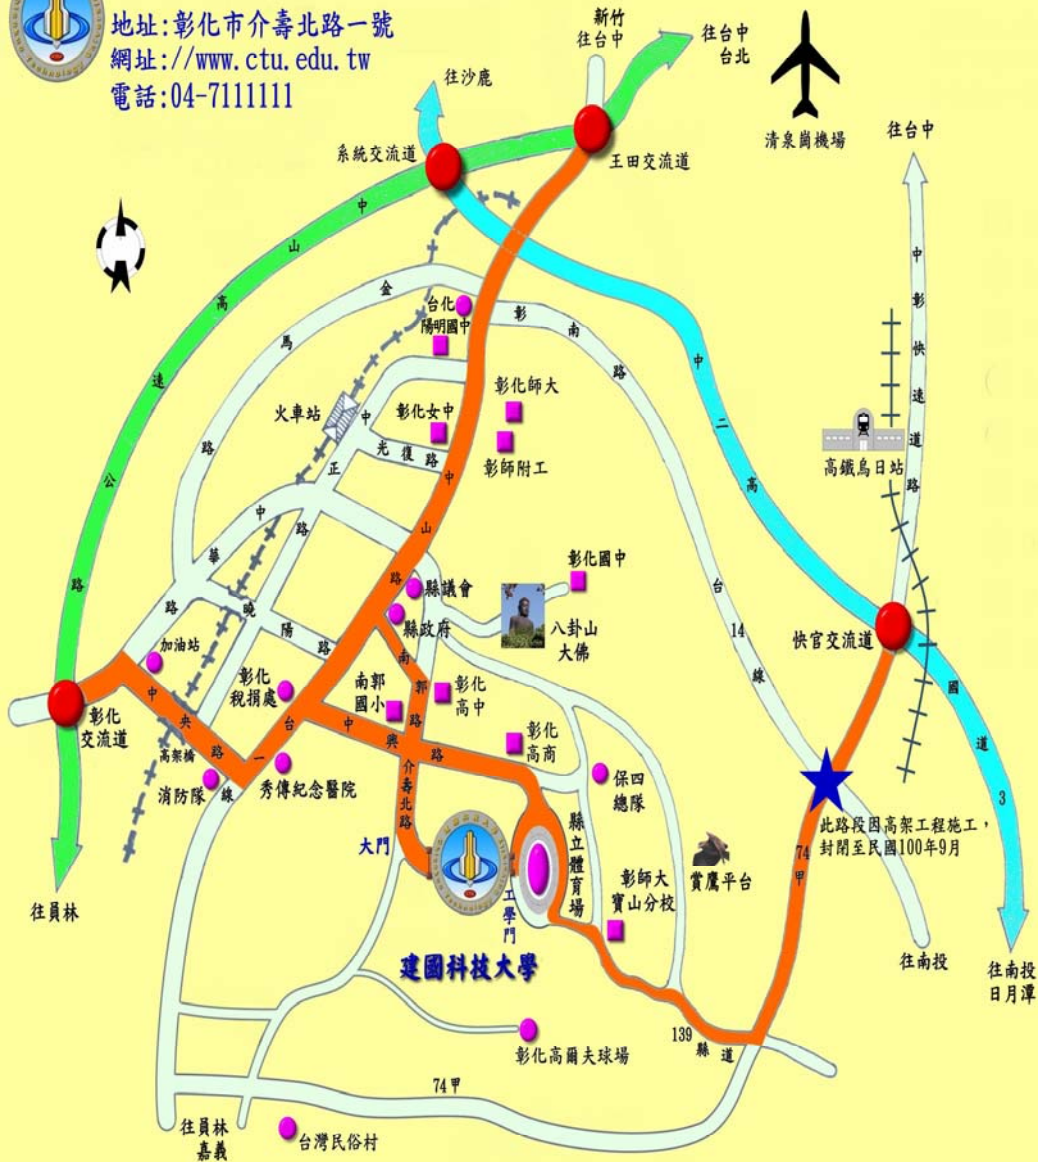 地址:彰化市介壽北路一號
網址://www.ctu.edu.tw
電話:04-7111111
新竹
往台中
往台中
台北
往沙鹿
清泉崗機場
往台中
系統交流道
王田交流道
中山高速公路
中彰快速道路
金馬路
台化
陽明國中
彰南路
中二高
國道3
火車站
彰化女中
彰化師大
彰師附工
光復路
中正路
高鐵烏日站
中山路
中華路
曉陽路
縣議會
縣政府
彰化國中
八卦山
大佛
台14線
快官交流道
加油站
彰化
稅捐處
南郭
國小
南郭路
彰化
高中
彰化
交流道
中央路
高架橋
台一線
中興路
彰化
高商
消防隊
秀傳紀念醫院
介壽北路
保四
總隊
縣立體育場
此路段因高架工程施工,
封閉至民國100年9月
74甲
大門
工學門
彰師大
寶山分校
賞鷹平台
往員林
建國科技大學
往南投
往南投
日月潭
139縣道
彰化高爾夫球場
74甲
往員林
嘉義
台灣民俗村